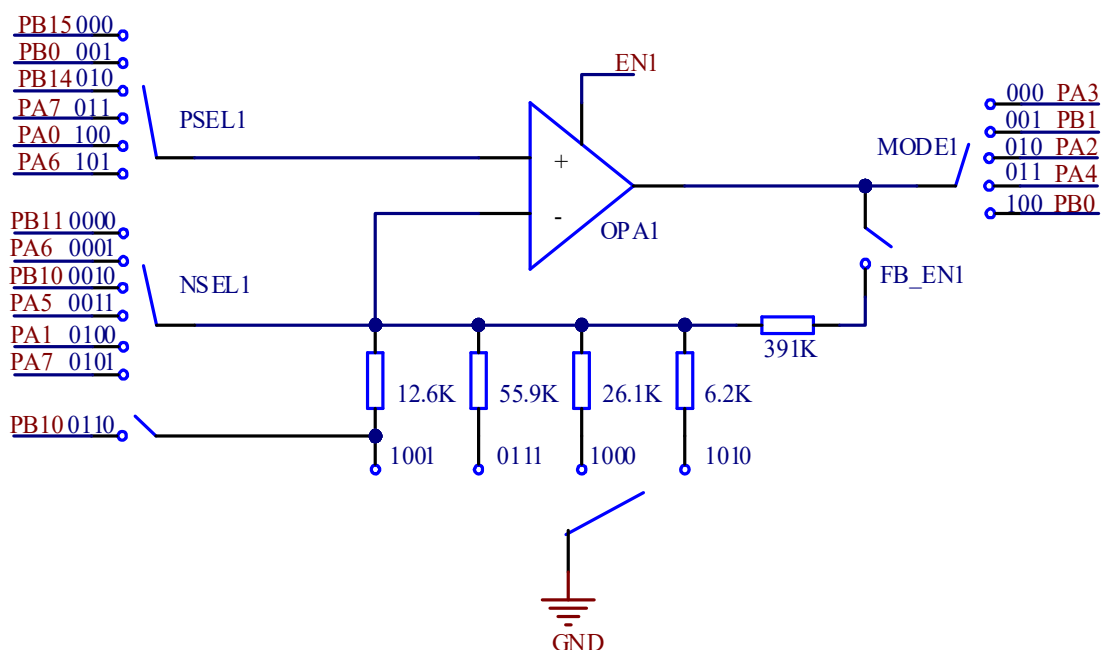 PB15 000
PB0 001
PB14 010
PA7 011
PA0 100
PA6 101
PSEL1
EN1
+
-
OPA1
MODE1
000 PA3
001 PB1
010 PA2
011 PA4
100 PB0
FB_EN1
PB11 0000
PA6 0001
PB10 0010
PA5 0011
PA1 0100
PA7 0101
NSEL1
391K
12.6K
55.9K
26.1K
6.2K
PB10 0110
1001
0111
1000
1010
GND